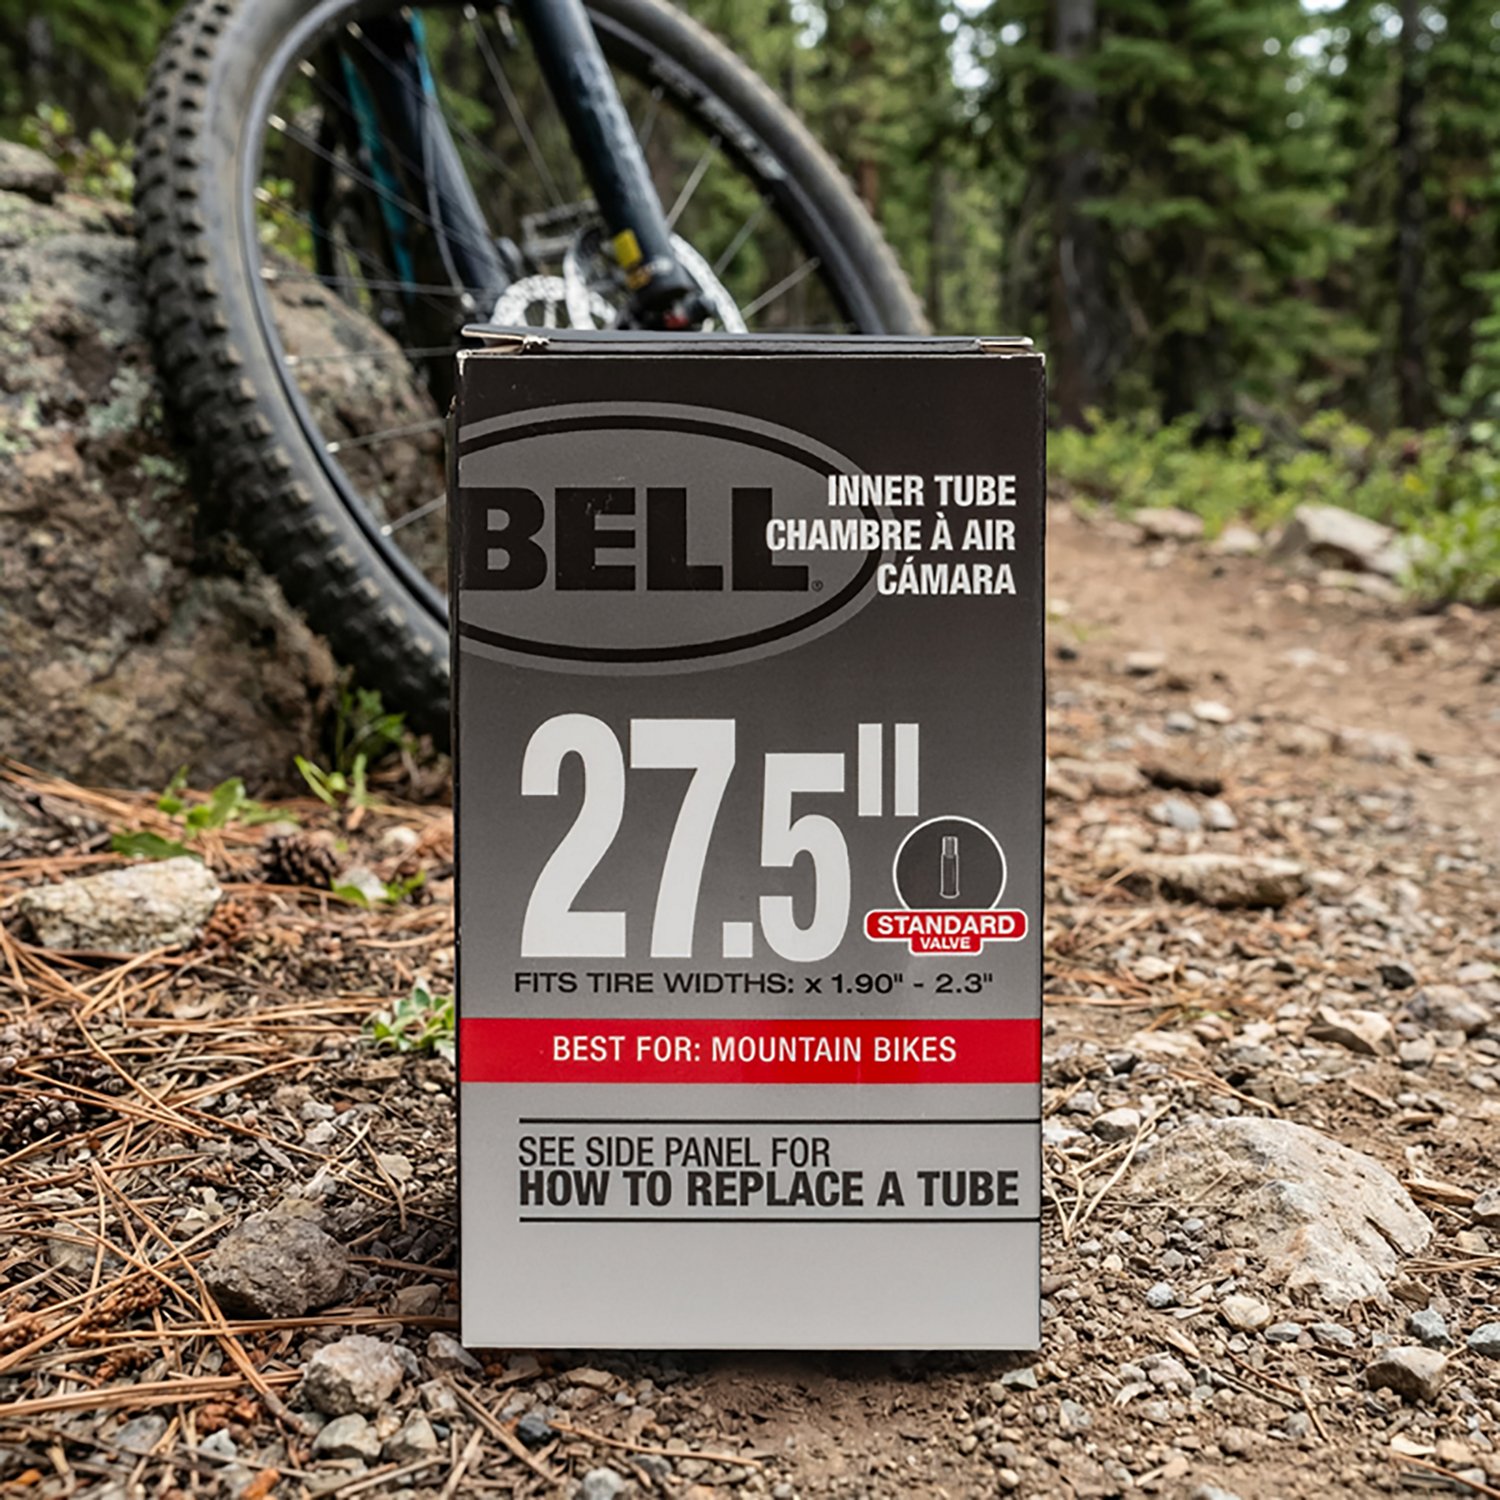 BELL®
INNER TUBE
CHAMBRE À AIR
CÁMARA
27.5"
STANDARD
VALVE
FITS TIRE WIDTHS: x 1.90" - 2.3"
BEST FOR: MOUNTAIN BIKES
SEE SIDE PANEL FOR
HOW TO REPLACE A TUBE